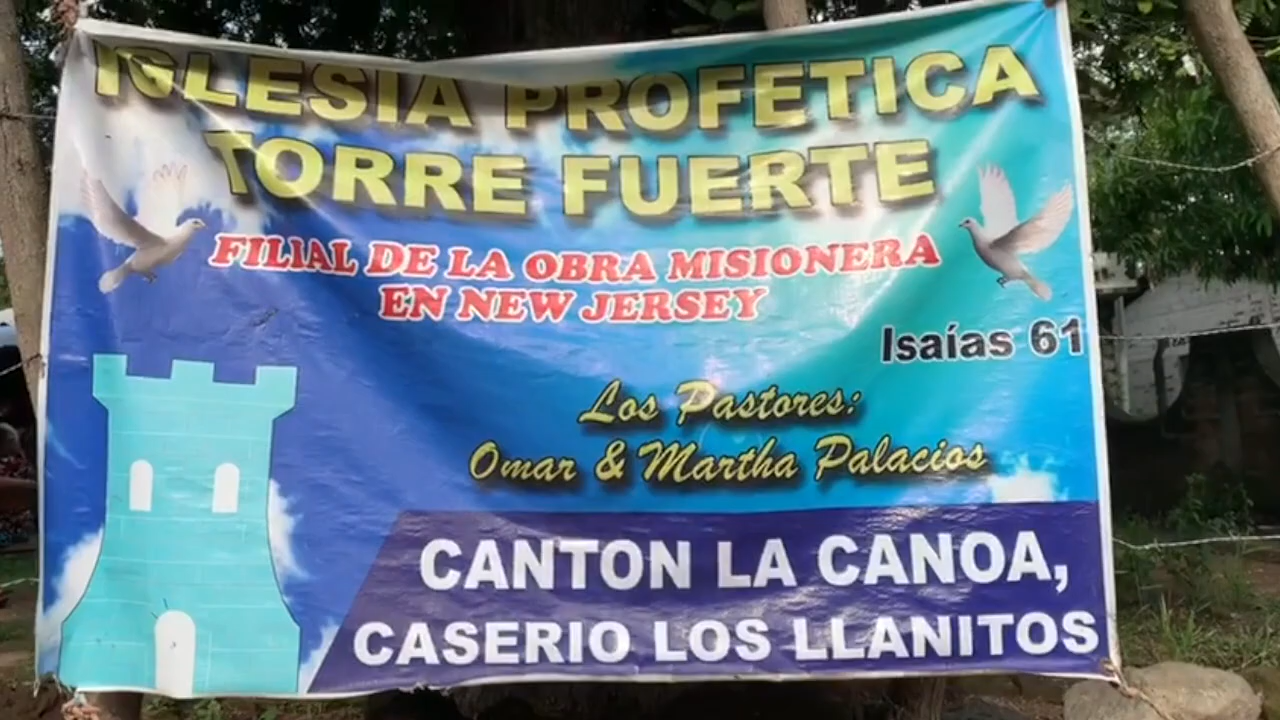 IGLESIA PROFETICA
TORRE FUERTE
FILIAL DE LA OBRA MISIONERA
EN NEW JERSEY
Isaías 61
Los Pastores:
Omar & Martha Palacios
CANTON LA CANOA,
CASERIO LOS LLANITOS